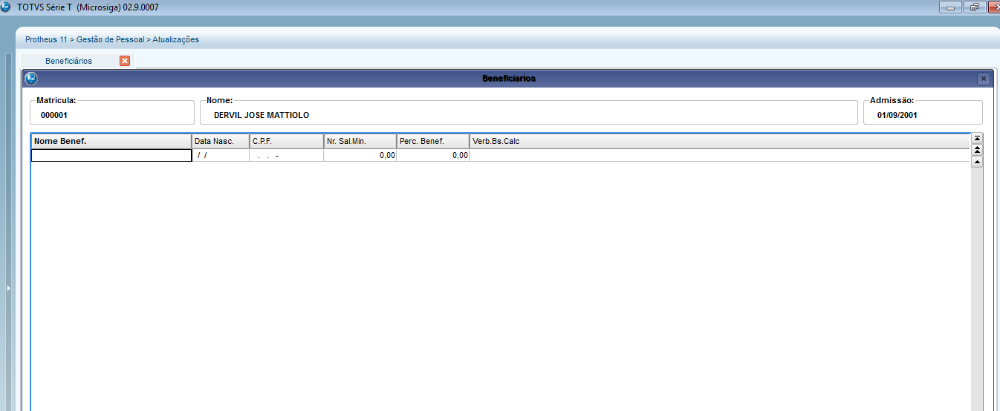 TOTVS Série T (Microsiga) 02.9.0007
Protheus 11 > Gestão de Pessoal > Atualizações
Beneficiários
Beneficiarios
Matricula: Nome: Admissão:
000001 DERVIL JOSE MATTIOLO 01/09/2001
Nome Benef. Data Nasc. C.P.F. Nr. Sal.Min. Perc. Benef. Verb.Bs.Calc
/ / . . - 0,00 0,00